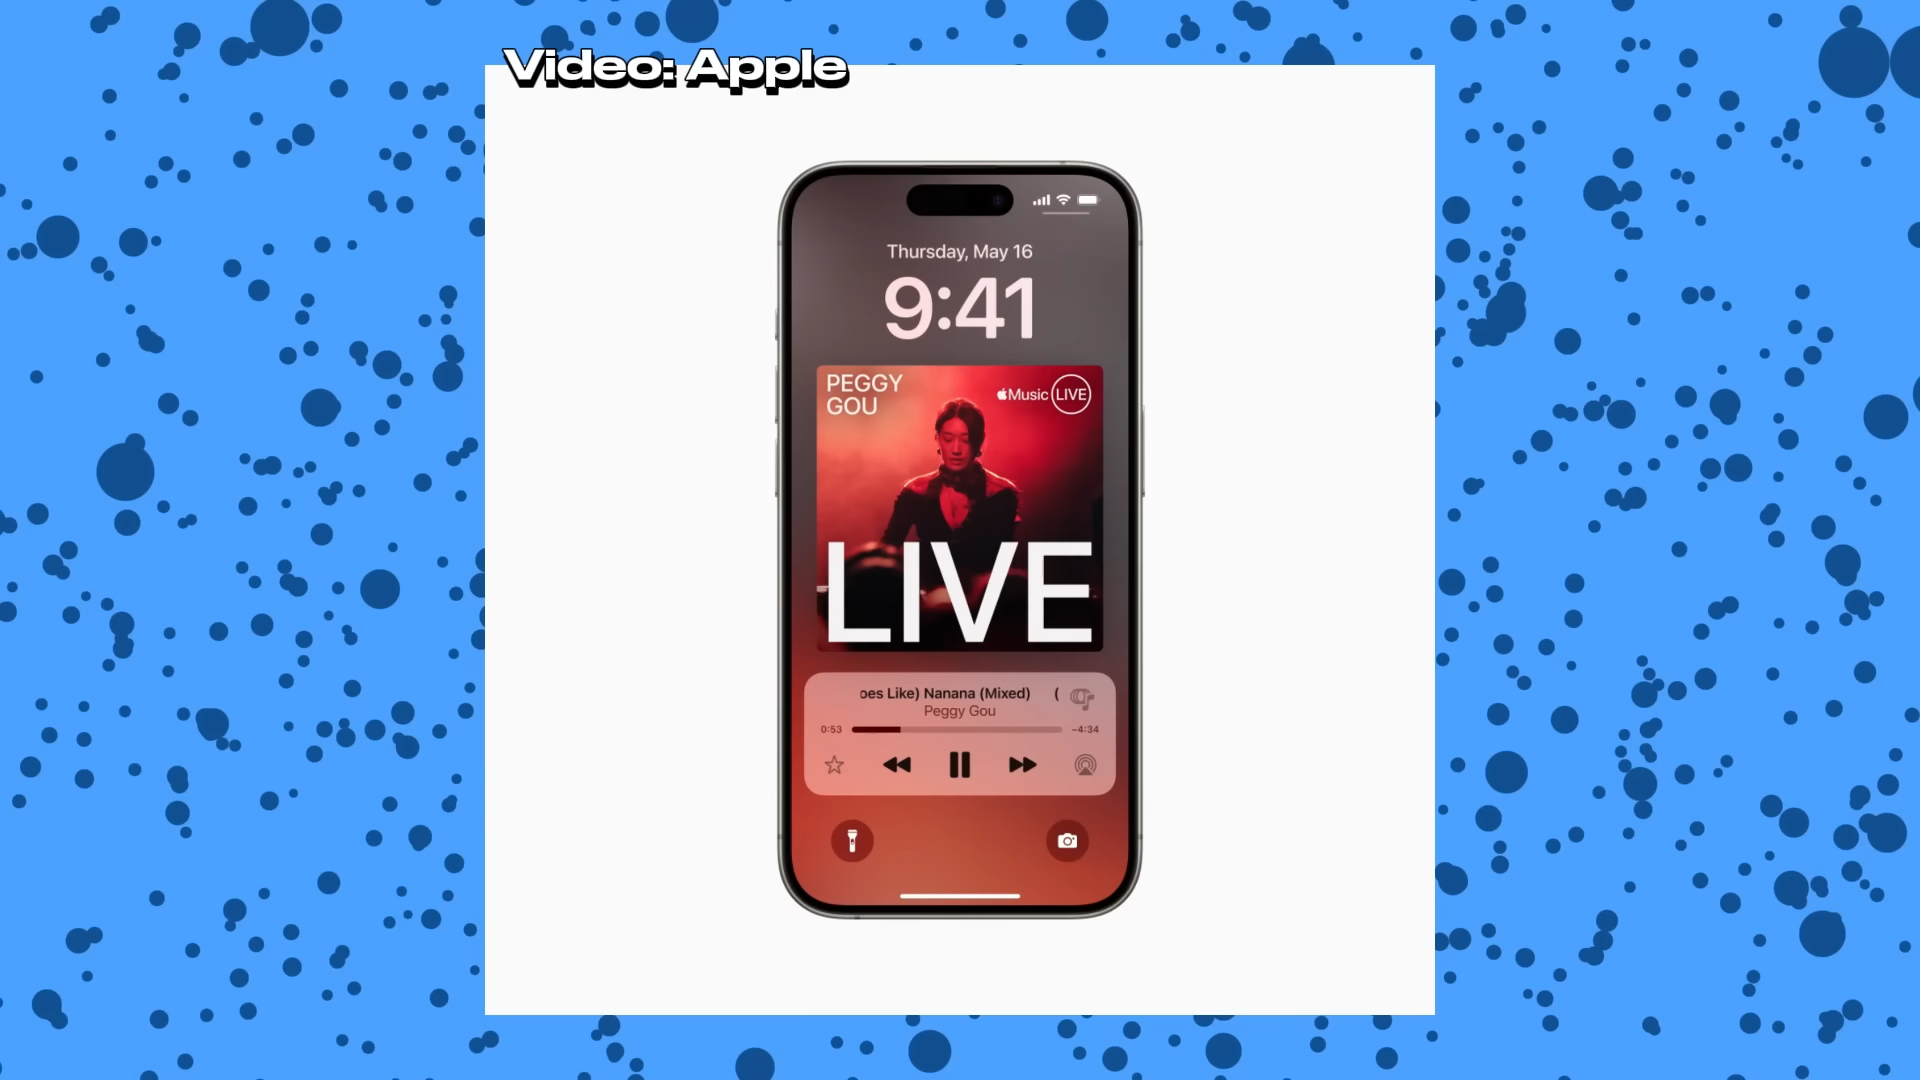 Video: Apple
Thursday, May 16
9:41
PEGGY
GOU
Music LIVE
LIVE
oes Like) Nanana (Mixed) (
Peggy Gou
0:53
-4:34